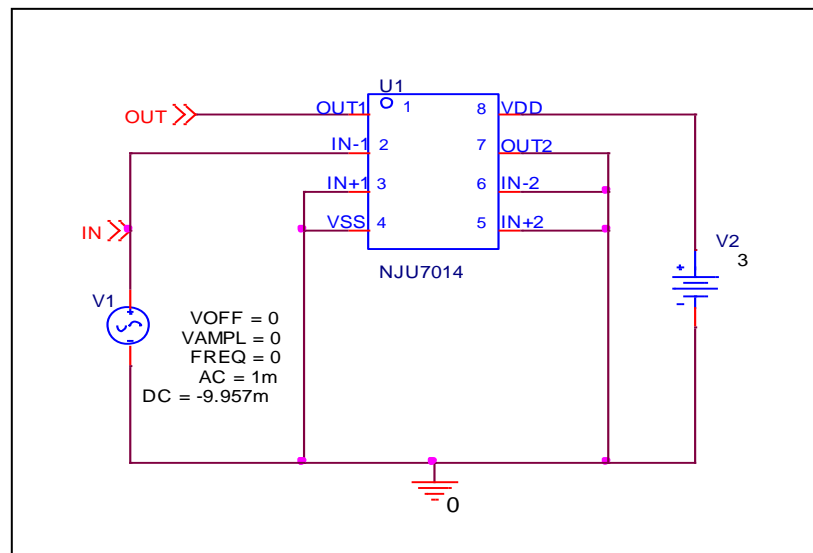 U1
OUT
OUT1
1
8
VDD
IN-1
2
7
OUT2
IN+1
3
6
IN-2
IN
VSS
4
5
IN+2
NJU7014
V2
+
3
-
V1
+
-
VOFF = 0
VAMPL = 0
FREQ = 0
AC = 1m
DC = -9.957m
0